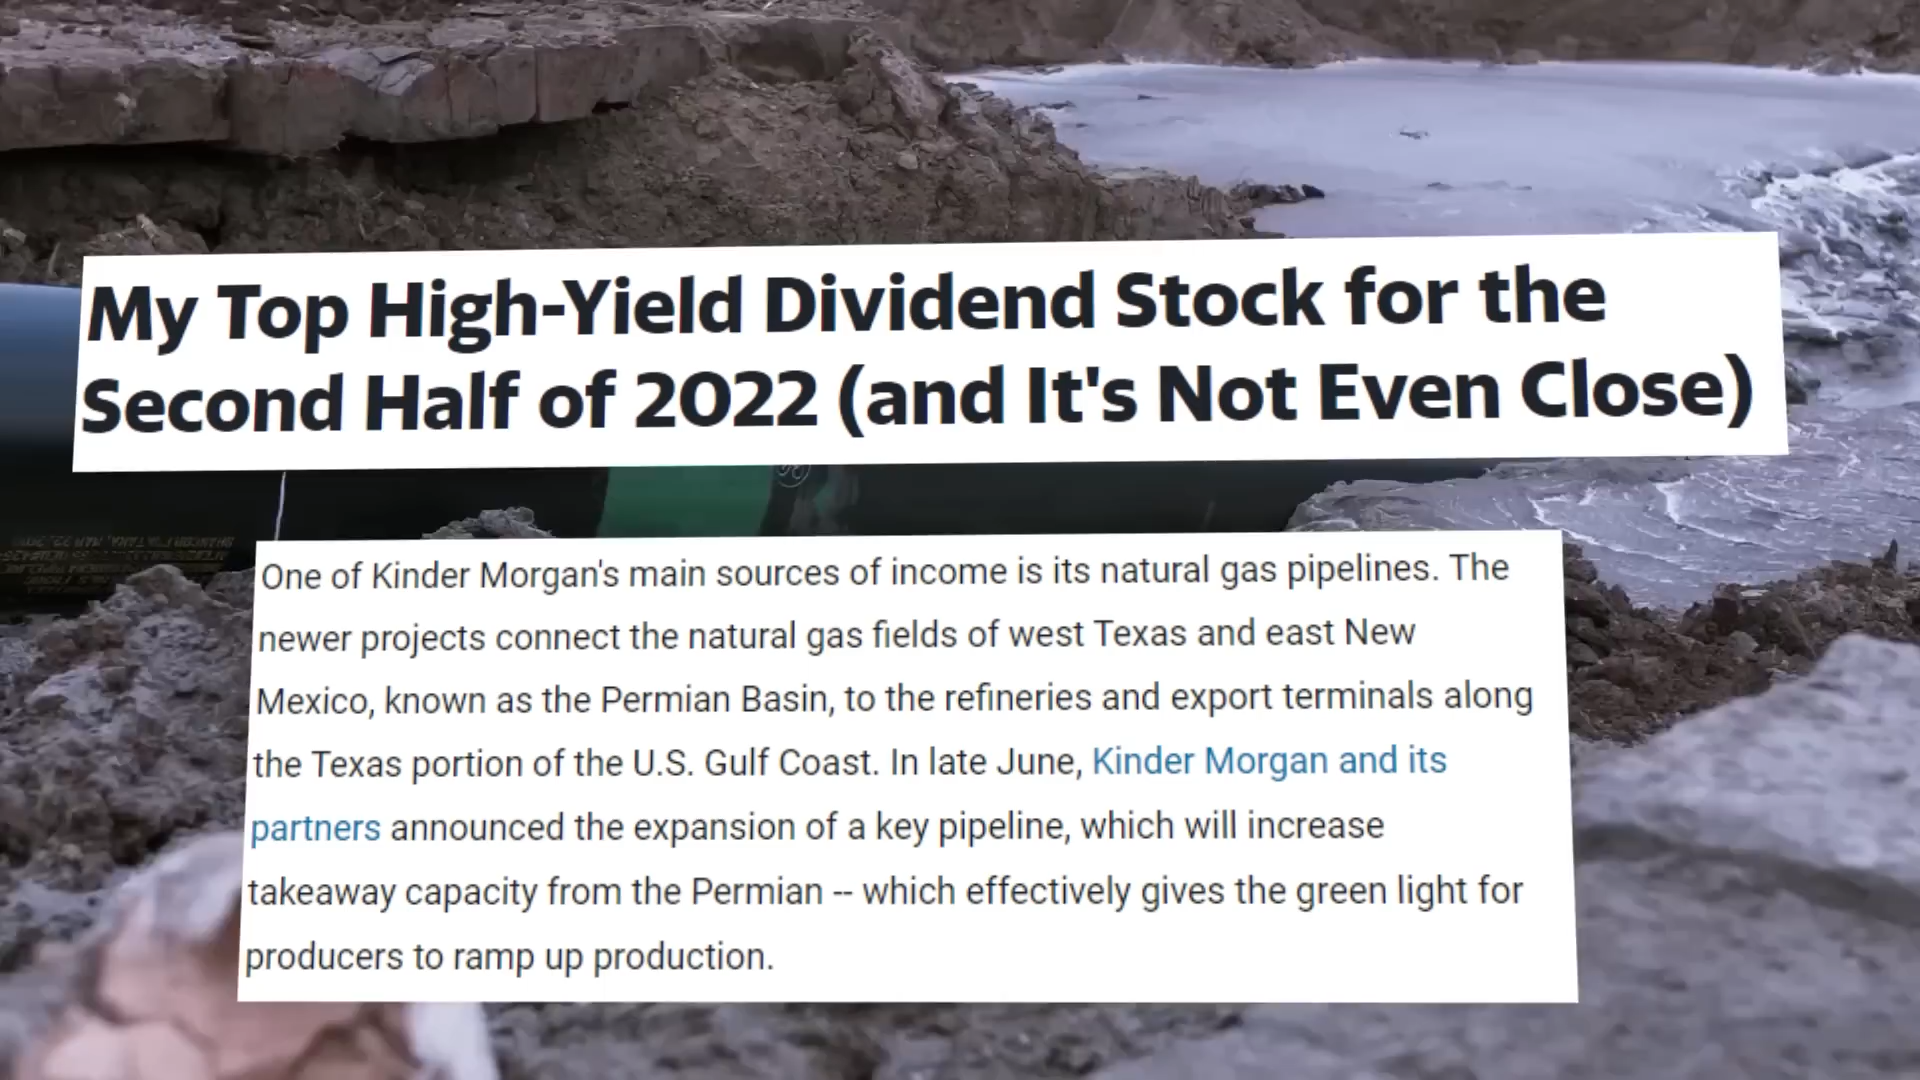 My Top High-Yield Dividend Stock for the
Second Half of 2022 (and It's Not Even Close)
One of Kinder Morgan's main sources of income is its natural gas pipelines. The
newer projects connect the natural gas fields of west Texas and east New
Mexico, known as the Permian Basin, to the refineries and export terminals along
the Texas portion of the U.S. Gulf Coast. In late June, Kinder Morgan and its
partners announced the expansion of a key pipeline, which will increase
takeaway capacity from the Permian -- which effectively gives the green light for
producers to ramp up production.